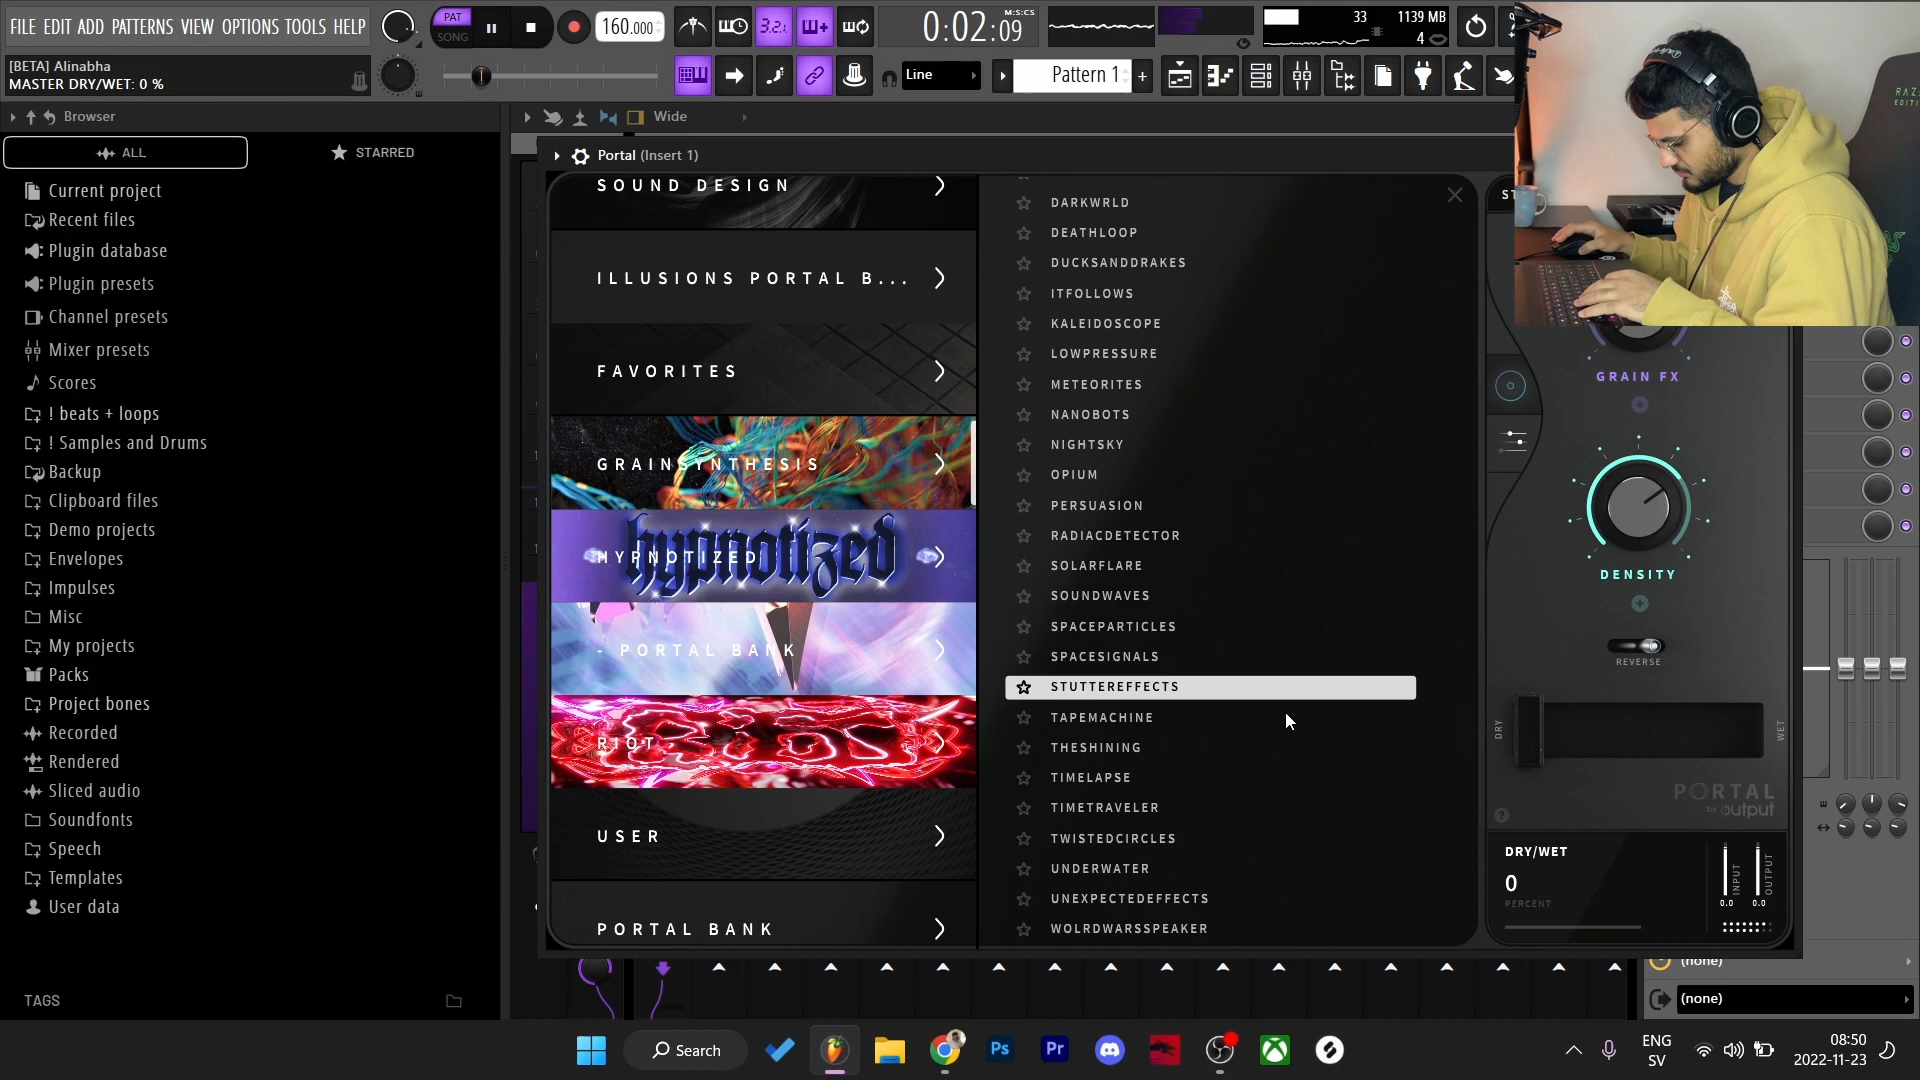 FILE EDIT ADD PATTERNS VIEW OPTIONS TOOLS HELP
PAT
SONG
160.000
3.2.1
0:02:09
M:S:CS
33
1139 MB
4
[BETA] Alinabha
MASTER DRY/WET: 0 %
Line
Pattern 1
Browser
Wide
ALL
STARRED
Portal (Insert 1)
Current project
Recent files
Plugin database
Plugin presets
Channel presets
Mixer presets
Scores
! beats + loops
! Samples and Drums
Backup
Clipboard files
Demo projects
Envelopes
Impulses
Misc
My projects
Packs
Project bones
Recorded
Rendered
Sliced audio
Soundfonts
Speech
Templates
User data
TAGS
SOUND DESIGN
ILLUSIONS PORTAL B...
FAVORITES
GRAINSYNTHESIS
HYPNOTIZED
hypnotized
- PORTAL BANK
RIOT
USER
PORTAL BANK
DARKWRLD
DEATHLOOP
DUCKSANDDRAKES
ITFOLLOWS
KALEIDOSCOPE
LOWPRESSURE
METEORITES
NANOBOTS
NIGHTSKY
OPIUM
PERSUASION
RADIACDETECTOR
SOLARFLARE
SOUNDWAVES
SPACEPARTICLES
SPACESIGNALS
STUTTEREFFECTS
TAPEMACHINE
THESHINING
TIMELAPSE
TIMETRAVELER
TWISTEDCIRCLES
UNDERWATER
UNEXPECTEDEFFECTS
WOLRDWARSSPEAKER
GRAIN FX
DENSITY
REVERSE
DRY
WET
PORTAL
by output
DRY/WET
0
PERCENT
INPUT
OUTPUT
0.0
0.0
(none)
(none)
Search
Ps
Pr
ENG
SV
08:50
2022-11-23